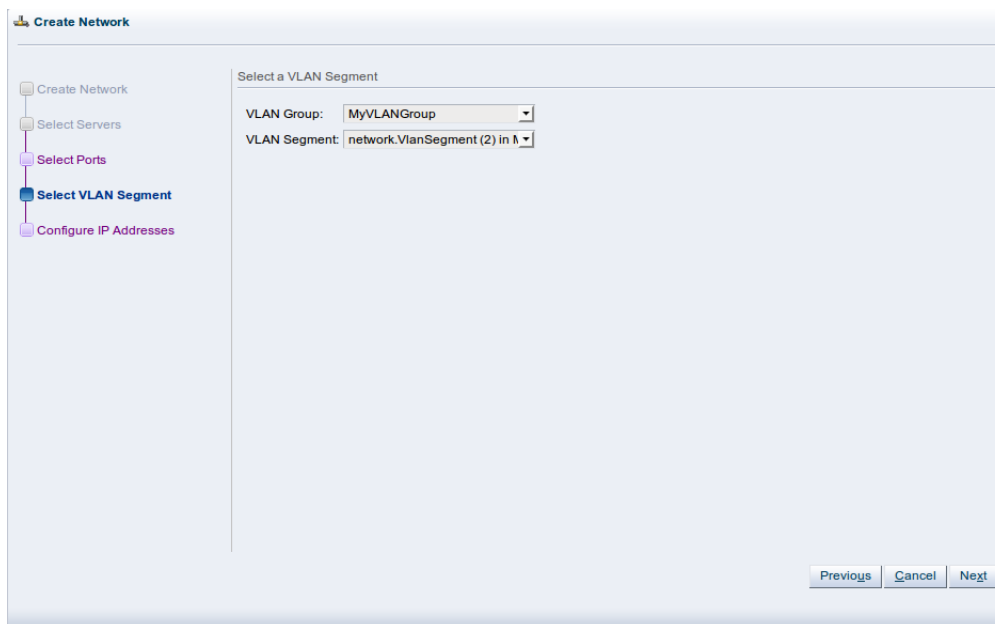 Create Network
Create Network
Select Servers
Select Ports
Select VLAN Segment
Configure IP Addresses
Select a VLAN Segment
VLAN Group: MyVLANGroup
VLAN Segment: network.VlanSegment (2) in
Previous Cancel Next